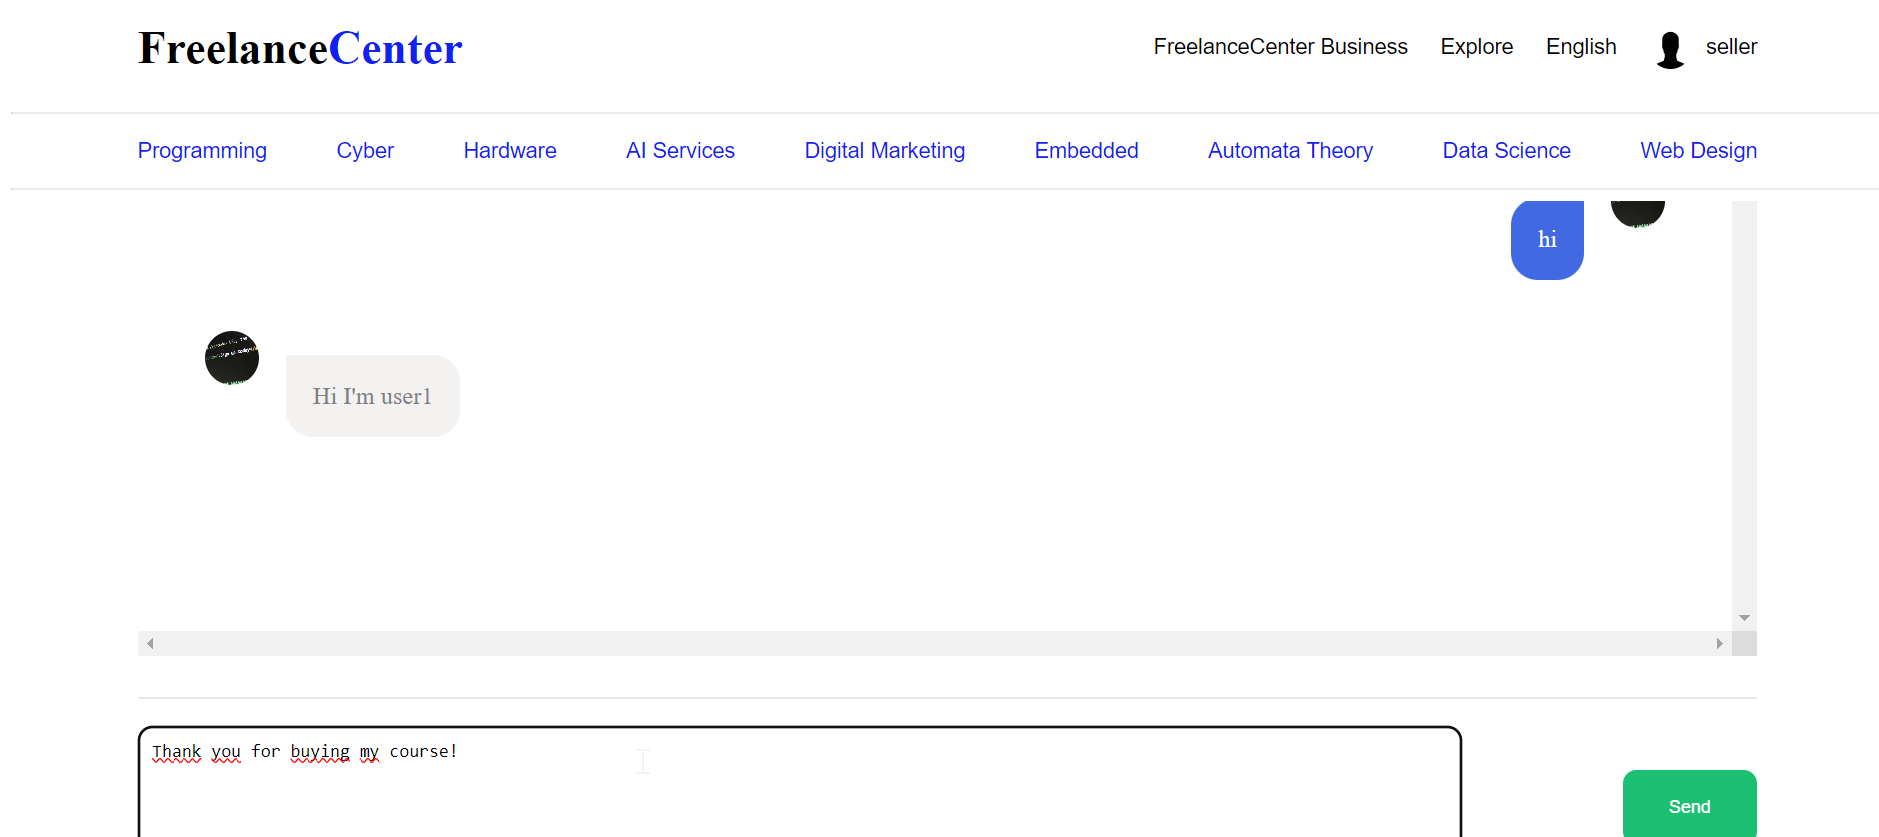 FreelanceCenter
FreelanceCenter Business Explore English seller
Programming Cyber Hardware AI Services Digital Marketing Embedded Automata Theory Data Science Web Design
hi
Hi I'm user1
Thank you for buying my course!
Send